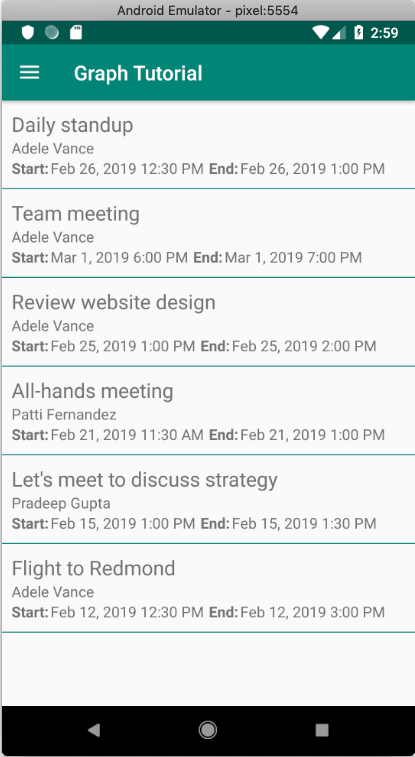 Android Emulator - pixel:5554
2:59
Graph Tutorial
Daily standup
Adele Vance
Start: Feb 26, 2019 12:30 PM End: Feb 26, 2019 1:00 PM
Team meeting
Adele Vance
Start: Mar 1, 2019 6:00 PM End: Mar 1, 2019 7:00 PM
Review website design
Adele Vance
Start: Feb 25, 2019 1:00 PM End: Feb 25, 2019 2:00 PM
All-hands meeting
Patti Fernandez
Start: Feb 21, 2019 11:30 AM End: Feb 21, 2019 1:00 PM
Let's meet to discuss strategy
Pradeep Gupta
Start: Feb 15, 2019 1:00 PM End: Feb 15, 2019 1:30 PM
Flight to Redmond
Adele Vance
Start: Feb 12, 2019 12:30 PM End: Feb 12, 2019 3:00 PM